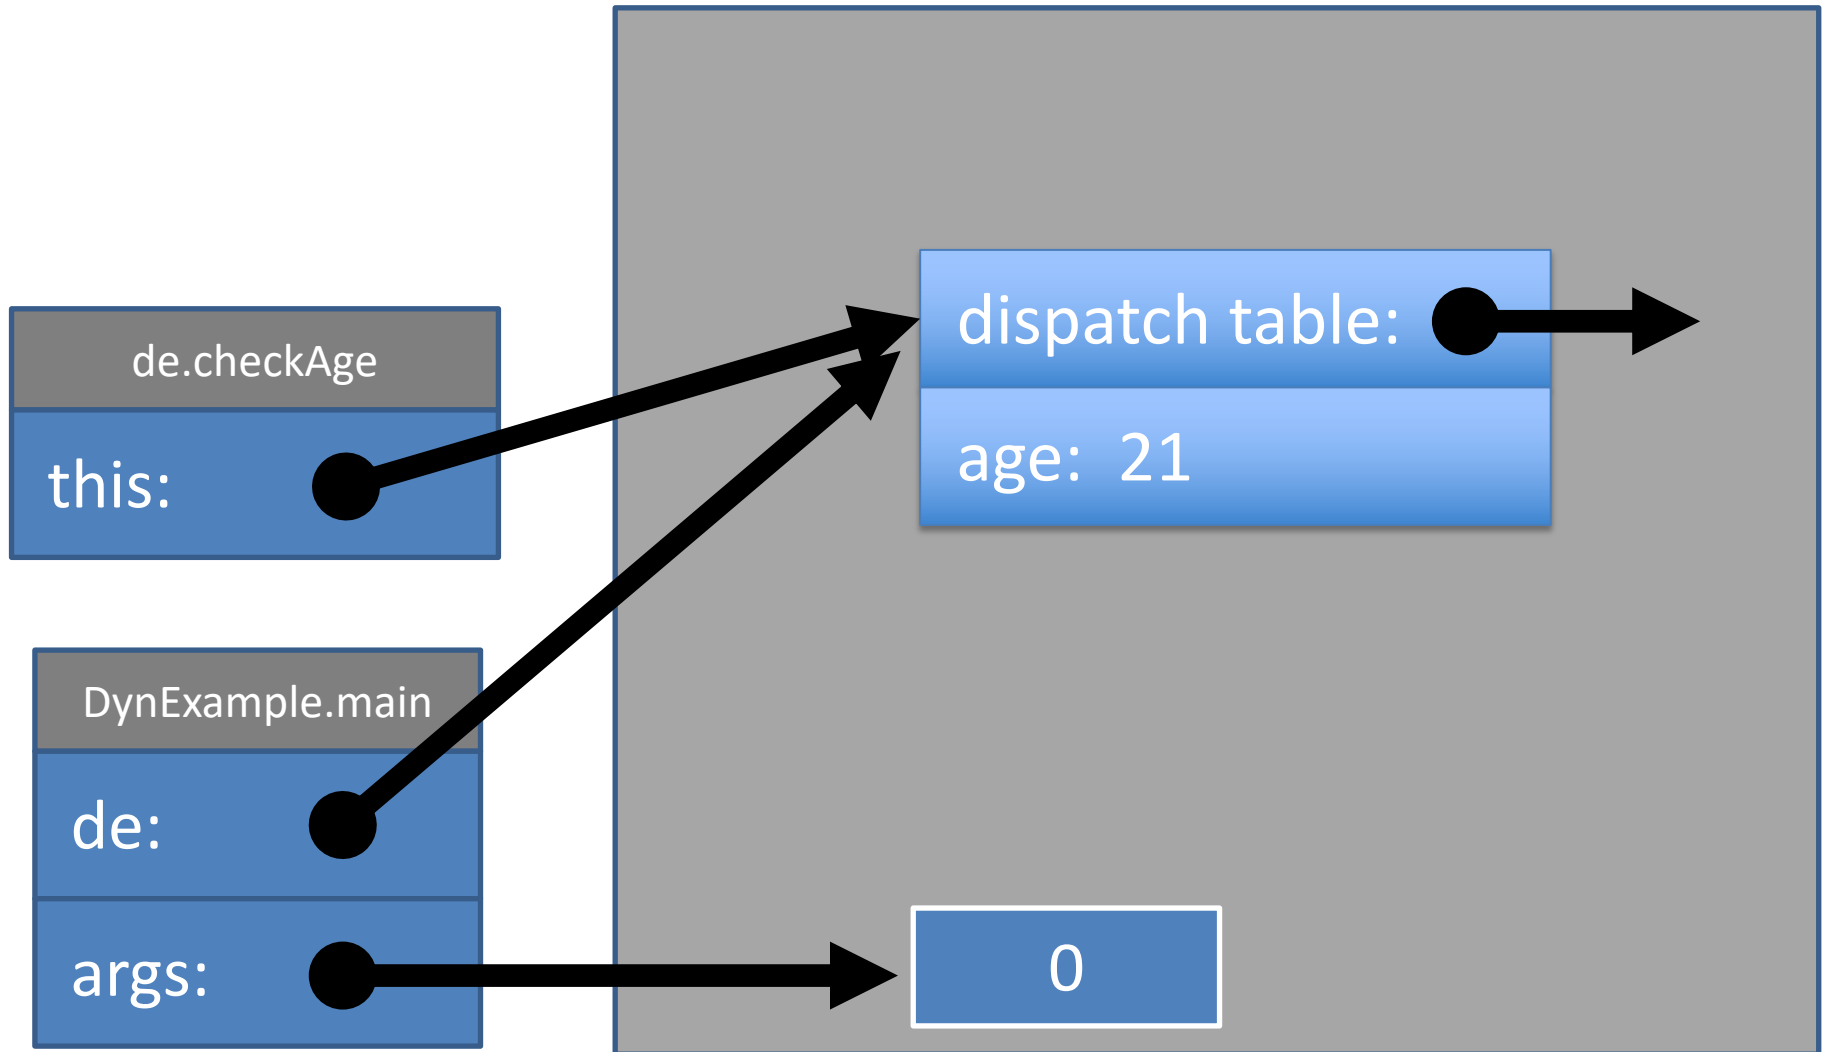 de.checkAge
this:
DynExample.main
de:
args:
dispatch table:
age: 21
0